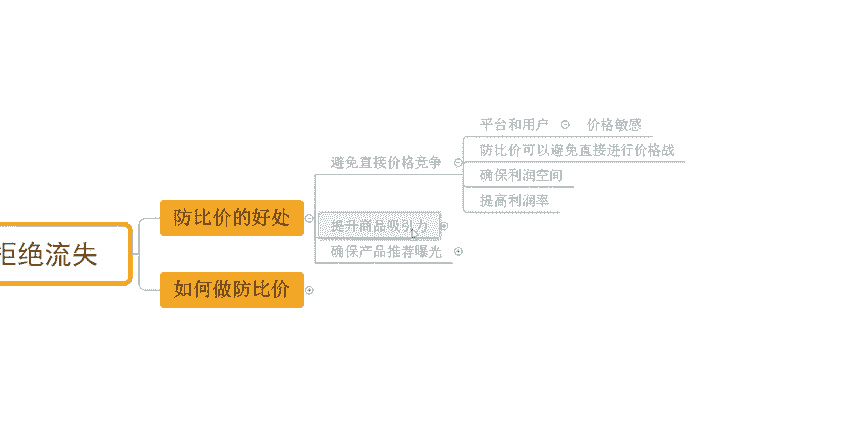 拒绝流失
防比价的好处
避免直接价格竞争
平台和用户
价格敏感
防比价可以避免直接进行价格战
确保利润空间
提高利润率
提升商品吸引力
确保产品推荐曝光
如何做防比价